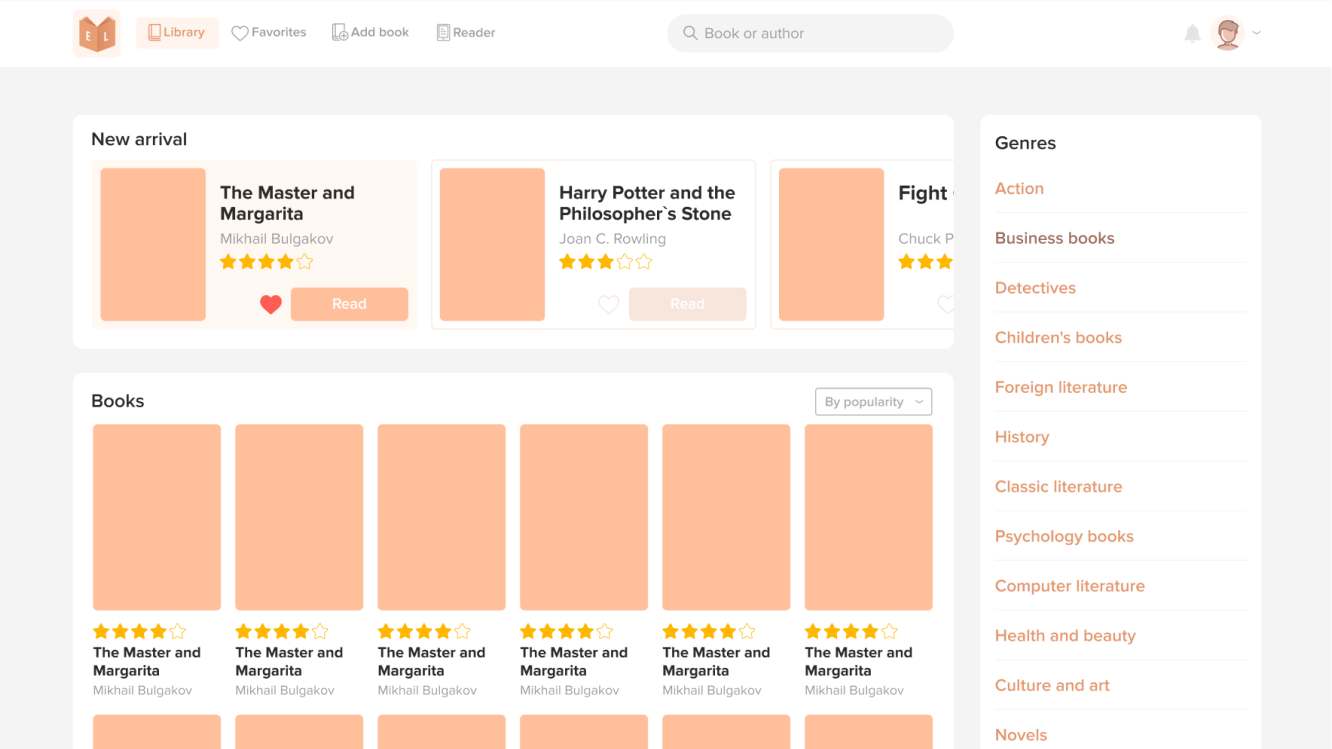 E L
Library
Favorites
Add book
Reader
Book or author
New arrival
The Master and
Margarita
Mikhail Bulgakov
Read
Harry Potter and the
Philosopher`s Stone
Joan C. Rowling
Read
Fight
Chuck P
Books
By popularity
The Master and
Margarita
Mikhail Bulgakov
The Master and
Margarita
Mikhail Bulgakov
The Master and
Margarita
Mikhail Bulgakov
The Master and
Margarita
Mikhail Bulgakov
The Master and
Margarita
Mikhail Bulgakov
The Master and
Margarita
Mikhail Bulgakov
Genres
Action
Business books
Detectives
Children's books
Foreign literature
History
Classic literature
Psychology books
Computer literature
Health and beauty
Culture and art
Novels